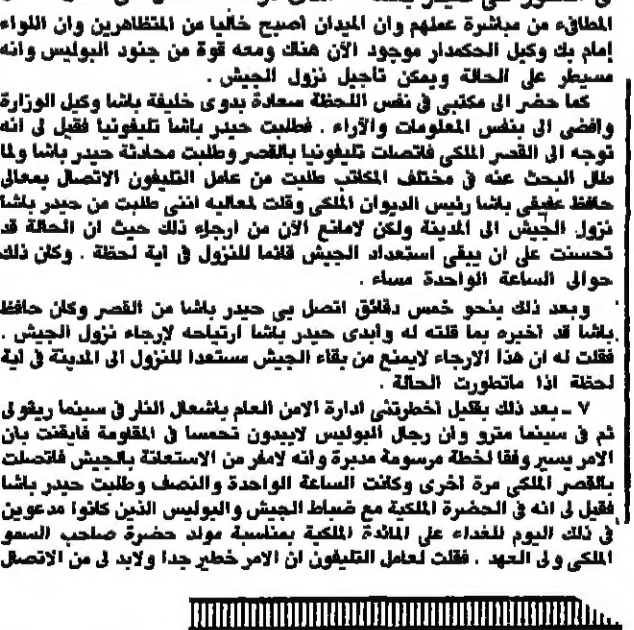 المطافىء من مباشرة عملهم وان الميدان أصبح خاليا من المتظاهرين وان اللواء
إمام بك وكيل الحكمدار موجود الآن هناك ومعه قوة من جنود البوليس وانه
مسيطر على الحالة ويمكن تأجيل نزول الجيش .
كما حضر الى مكتبى في نفس اللحظة سعادة بدوى خليفة باشا وكيل الوزارة
وافضى الى بنفس المعلومات والآراء . فطلبت حيدر باشا تليفونيا فقيل لى انه
توجه الى القصر الملكى فاتصلت تليفونيا بالقصر وطلبت محادثة حيدر باشا ولما
طال البحث عنه في مختلف المكاتب طلبت من عامل التليفون الاتصال بمعالى
حافظ عفيفى باشا رئيس الديوان الملكى وقلت لمعاليه اننى طلبت من حيدر باشا
نزول الجيش الى المدينة ولكن لامانع الآن من ارجاء ذلك حيث ان الحالة قد
تحسنت على ان يبقى استعداد الجيش قائما للنزول في اية لحظة . وكان ذلك
حوالى الساعة الواحدة مساء .
وبعد ذلك بنحو خمس دقائق اتصل بى حيدر باشا من القصر وكان حافظ
باشا قد أخبره بما قلته له وابدى حيدر باشا ارتياحه لإرجاء نزول الجيش .
فقلت له ان هذا الارجاء لايمنع من بقاء الجيش مستعدا للنزول الى المدينة في اية
لحظة اذا ماتطورت الحالة .
٧ ـ بعد ذلك بقليل أخطرتنى ادارة الامن العام باشعال النار في سينما ريفولى
ثم في سينما مترو وان رجال البوليس لايبدون تحمسا في المقاومة فايقنت بأن
الامر يسير وفقا لخطة مرسومة مدبرة وانه لامفر من الاستعانة بالجيش فاتصلت
بالقصر الملكى مرة أخرى وكانت الساعة الواحدة والنصف وطلبت حيدر باشا
فقيل لى انه في الحضرة الملكية مع ضباط الجيش والبوليس الذين كانوا مدعوين
في ذلك اليوم للغداء على المائدة الملكية بمناسبة مولد حضرة صاحب السمو
الملكى ولى العهد . فقلت لعامل التليفون ان الامر خطير جدا ولابد لى من الاتصال